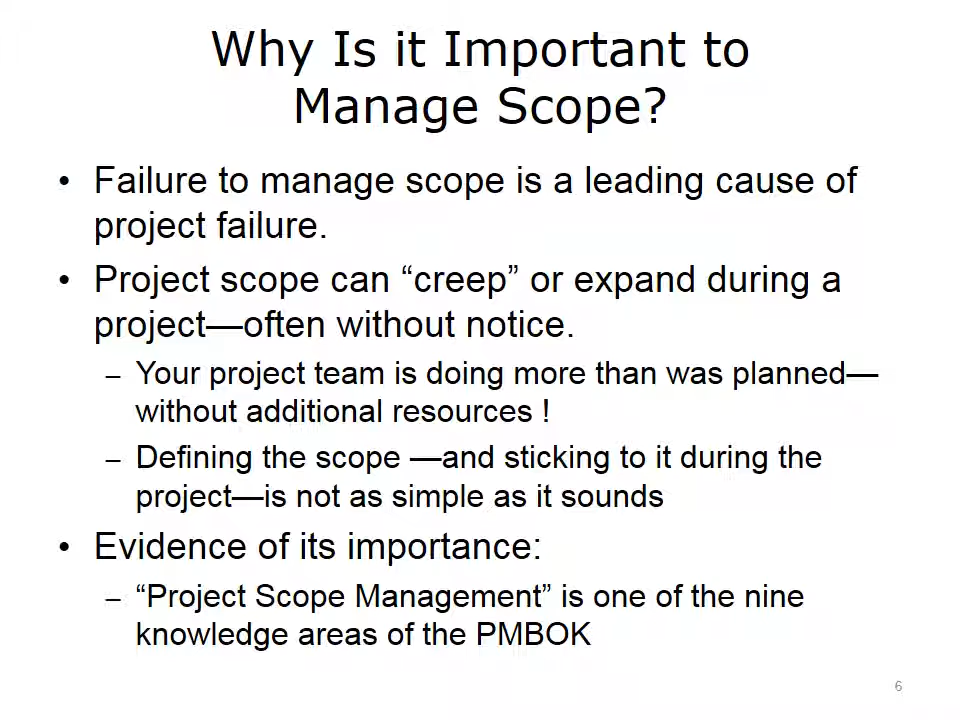 Why Is it Important to
Manage Scope?
• Failure to manage scope is a leading cause of
project failure.
• Project scope can “creep” or expand during a
project—often without notice.
– Your project team is doing more than was planned—
without additional resources !
– Defining the scope —and sticking to it during the
project—is not as simple as it sounds
• Evidence of its importance:
– “Project Scope Management” is one of the nine
knowledge areas of the PMBOK
6